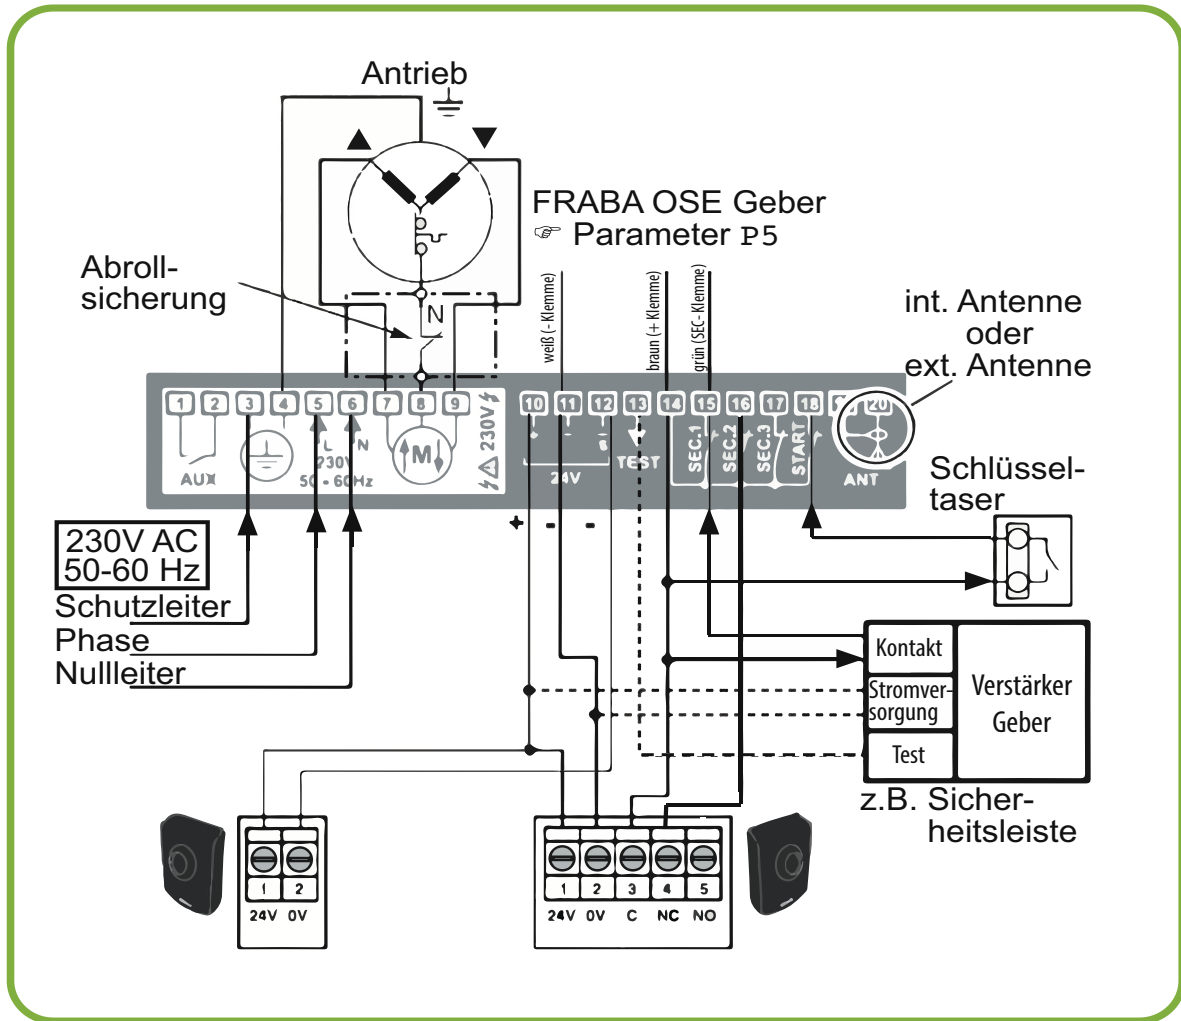 Antrieb
FRABA OSE Geber
☞ Parameter P5
Abroll-
sicherung
N
weiß (- Klemme)
braun (+ Klemme)
grün (SEC- Klemme)
int. Antenne
oder
ext. Antenne
1 2 3 4 5 6 7 8 9 10 11 12 13 14 15 16 17 18 20
AUX
L N
230V
50 - 60Hz
M
230V
24V
TEST
SEC.1
SEC.2
SEC.3
START
ANT
+ - -
Schlüssel-
taser
230V AC
50-60 Hz
Schutzleiter
Phase
Nullleiter
Kontakt
Stromver-
sorgung
Test
Verstärker
Geber
z.B. Sicher-
heitsleiste
1 2
24V 0V
1 2 3 4 5
24V 0V C NC NO